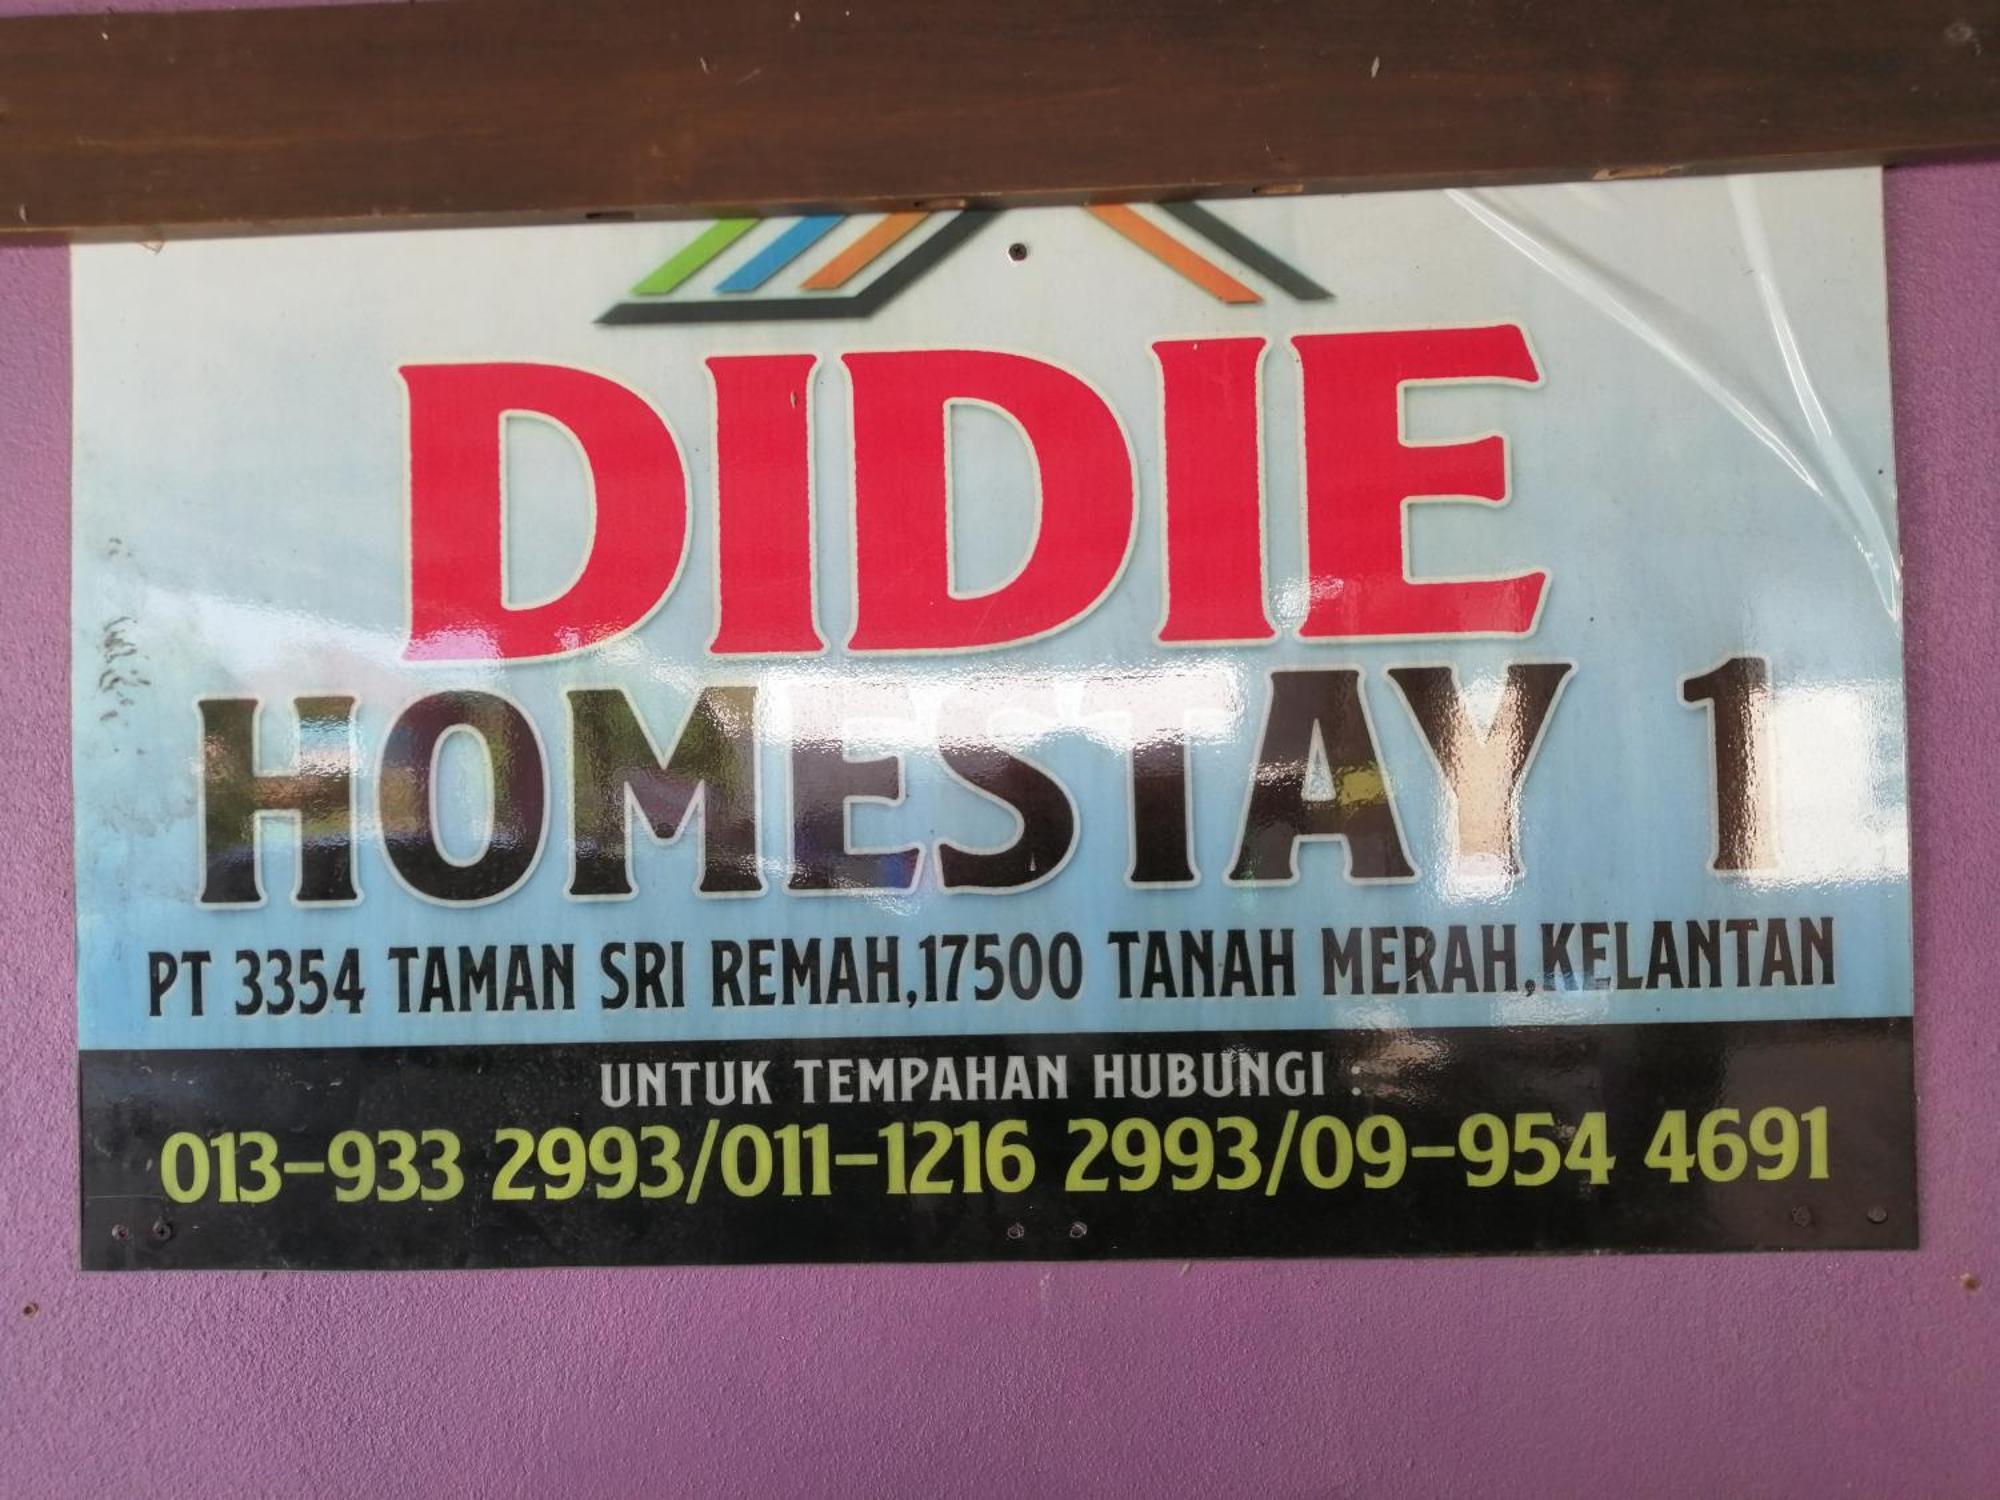 DIDIE
HOMESTAY 1
PT 3354 TAMAN SRI REMAH,17500 TANAH MERAH,KELANTAN
UNTUK TEMPAHAN HUBUNGI :
013-933 2993/011-1216 2993/09-954 4691